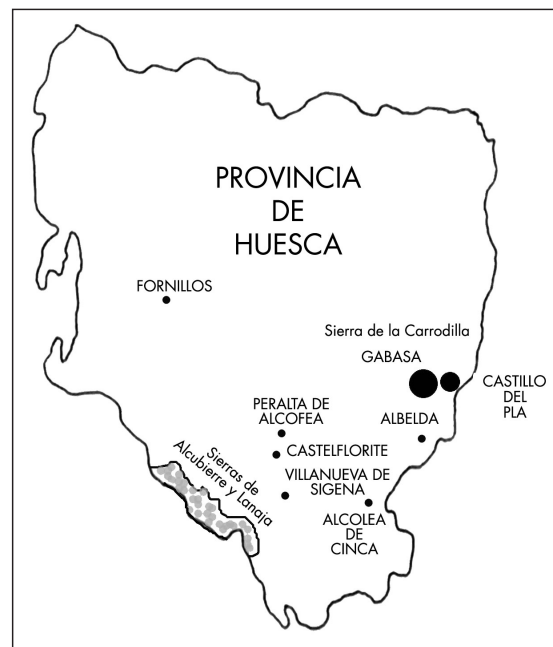 PROVINCIA
DE
HUESCA
FORNILLOS
Sierra de la Carrodilla
GABASA
CASTILLO
DEL
PLA
PERALTA DE
ALCOFEA
ALBELDA
CASTELFLORITE
Sierras de
Alcubierre y Lanaja
VILLANUEVA DE
SIGENA
ALCOLEA
DE
CINCA